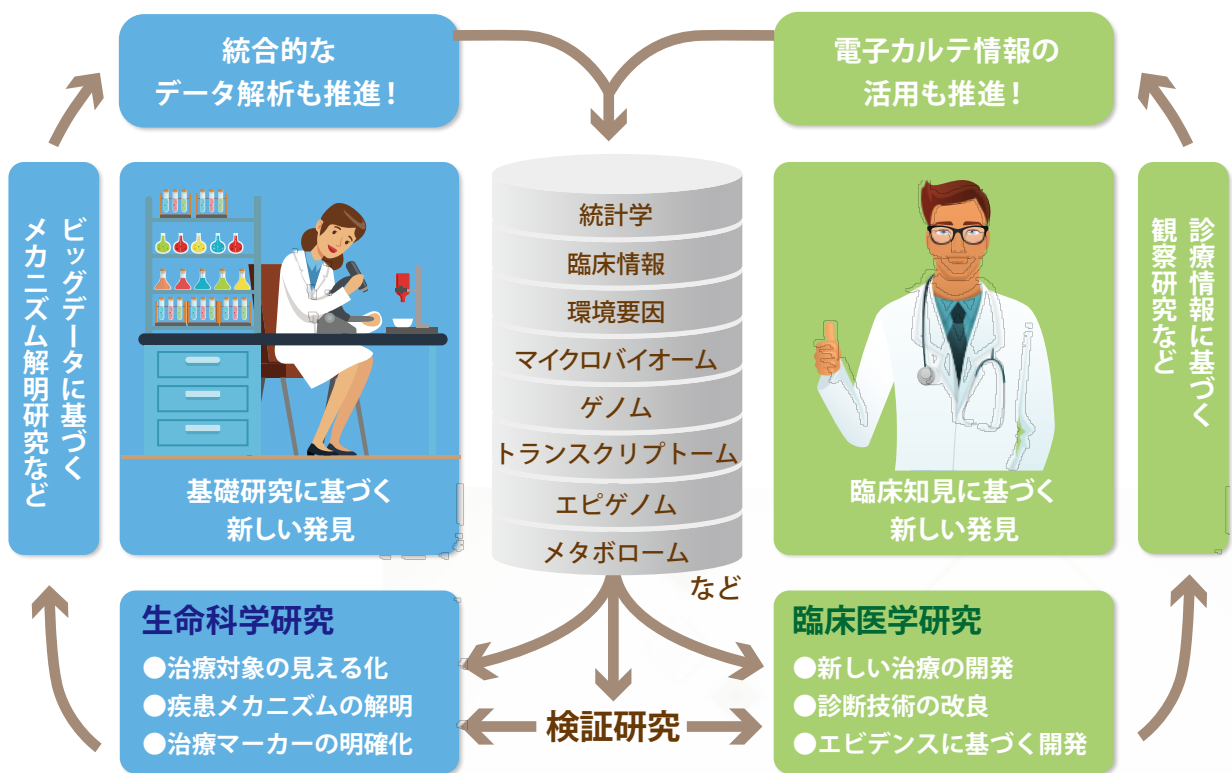 統合的な
データ解析も推進！
電子カルテ情報の
活用も推進！
ビッグデータに基づく
メカニズム解明研究など
基礎研究に基づく
新しい発見
統計学
臨床情報
環境要因
マイクロバイオーム
ゲノム
トランスクリプトーム
エピゲノム
メタボローム
など
臨床知見に基づく
新しい発見
診療情報に基づく
観察研究など
生命科学研究
●治療対象の見える化
●疾患メカニズムの解明
●治療マーカーの明確化
検証研究
臨床医学研究
●新しい治療の開発
●診断技術の改良
●エビデンスに基づく開発